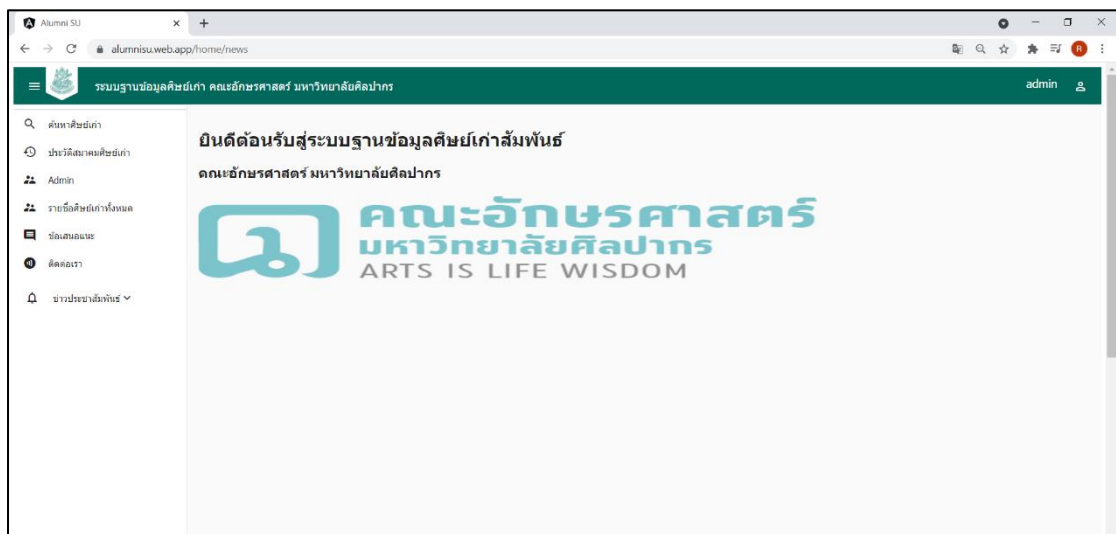 Alumni SU
alumnisu.web.app/home/news
R
ระบบฐานข้อมูลศิษย์เก่า คณะอักษรศาสตร์ มหาวิทยาลัยศิลปากร
admin
ค้นหาศิษย์เก่า
ประวัติสมาคมศิษย์เก่า
Admin
รายชื่อศิษย์เก่าทั้งหมด
ข้อเสนอแนะ
ติดต่อเรา
ข่าวประชาสัมพันธ์
ยินดีต้อนรับสู่ระบบฐานข้อมูลศิษย์เก่าสัมพันธ์
คณะอักษรศาสตร์ มหาวิทยาลัยศิลปากร
คณะอักษรศาสตร์
มหาวิทยาลัยศิลปากร
ARTS IS LIFE WISDOM